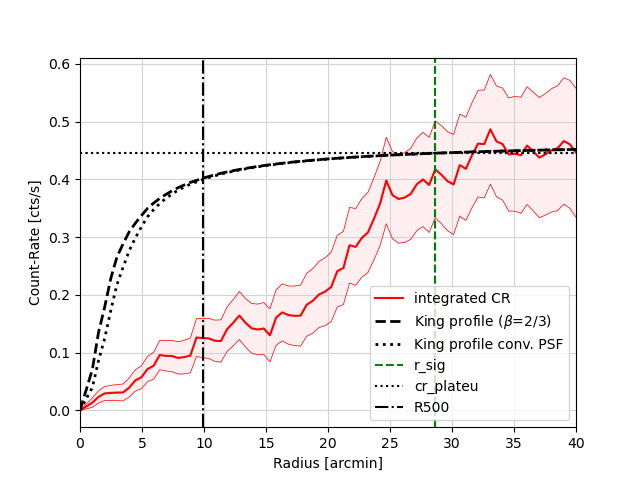 0.6
0.5
0.4
0.3
0.2
0.1
0.0
Count-Rate [cts/s]
integrated CR
King profile (β=2/3)
King profile conv. PSF
r_sig
cr_plateu
R500
0 5 10 15 20 25 30 35 40
Radius [arcmin]